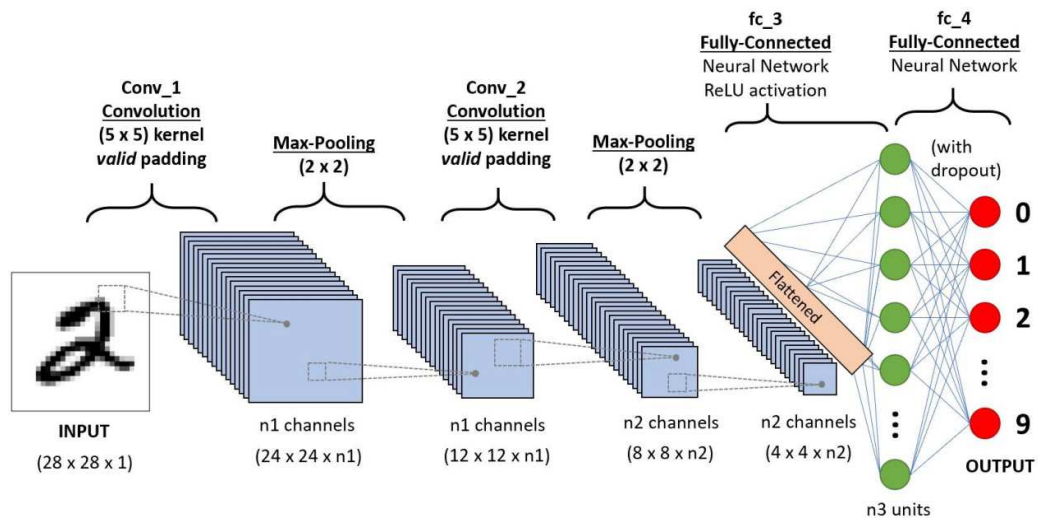 fc_3
Fully-Connected
Neural Network
ReLU activation
fc_4
Fully-Connected
Neural Network
Conv_1
Convolution
(5 x 5) kernel
valid padding
Max-Pooling
(2 x 2)
Conv_2
Convolution
(5 x 5) kernel
valid padding
Max-Pooling
(2 x 2)
(with
dropout)
Flattened
0
1
2
9
INPUT
(28 x 28 x 1)
n1 channels
(24 x 24 x n1)
n1 channels
(12 x 12 x n1)
n2 channels
(8 x 8 x n2)
n2 channels
(4 x 4 x n2)
OUTPUT
n3 units